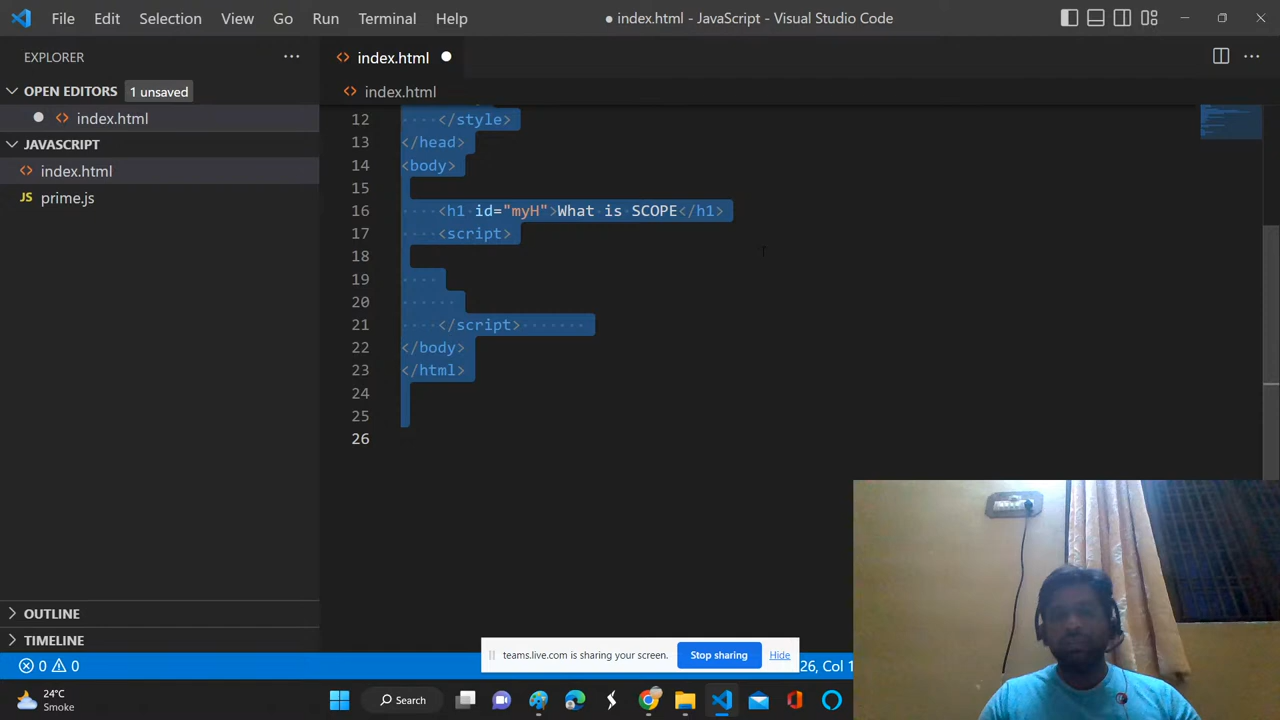 File Edit Selection View Go Run Terminal Help
● index.html - JavaScript - Visual Studio Code
EXPLORER
index.html
OPEN EDITORS 1 unsaved
index.html
index.html
JAVASCRIPT
index.html
JS prime.js
12 </style>
13 </head>
14 <body>
15
16 <h1 id="myH">What is SCOPE</h1>
17 <script>
18
19
20
21 </script>
22 </body>
23 </html>
24
25
26
OUTLINE
TIMELINE
0 0
teams.live.com is sharing your screen. Stop sharing Hide
26, Col 1
24°C
Smoke
Search